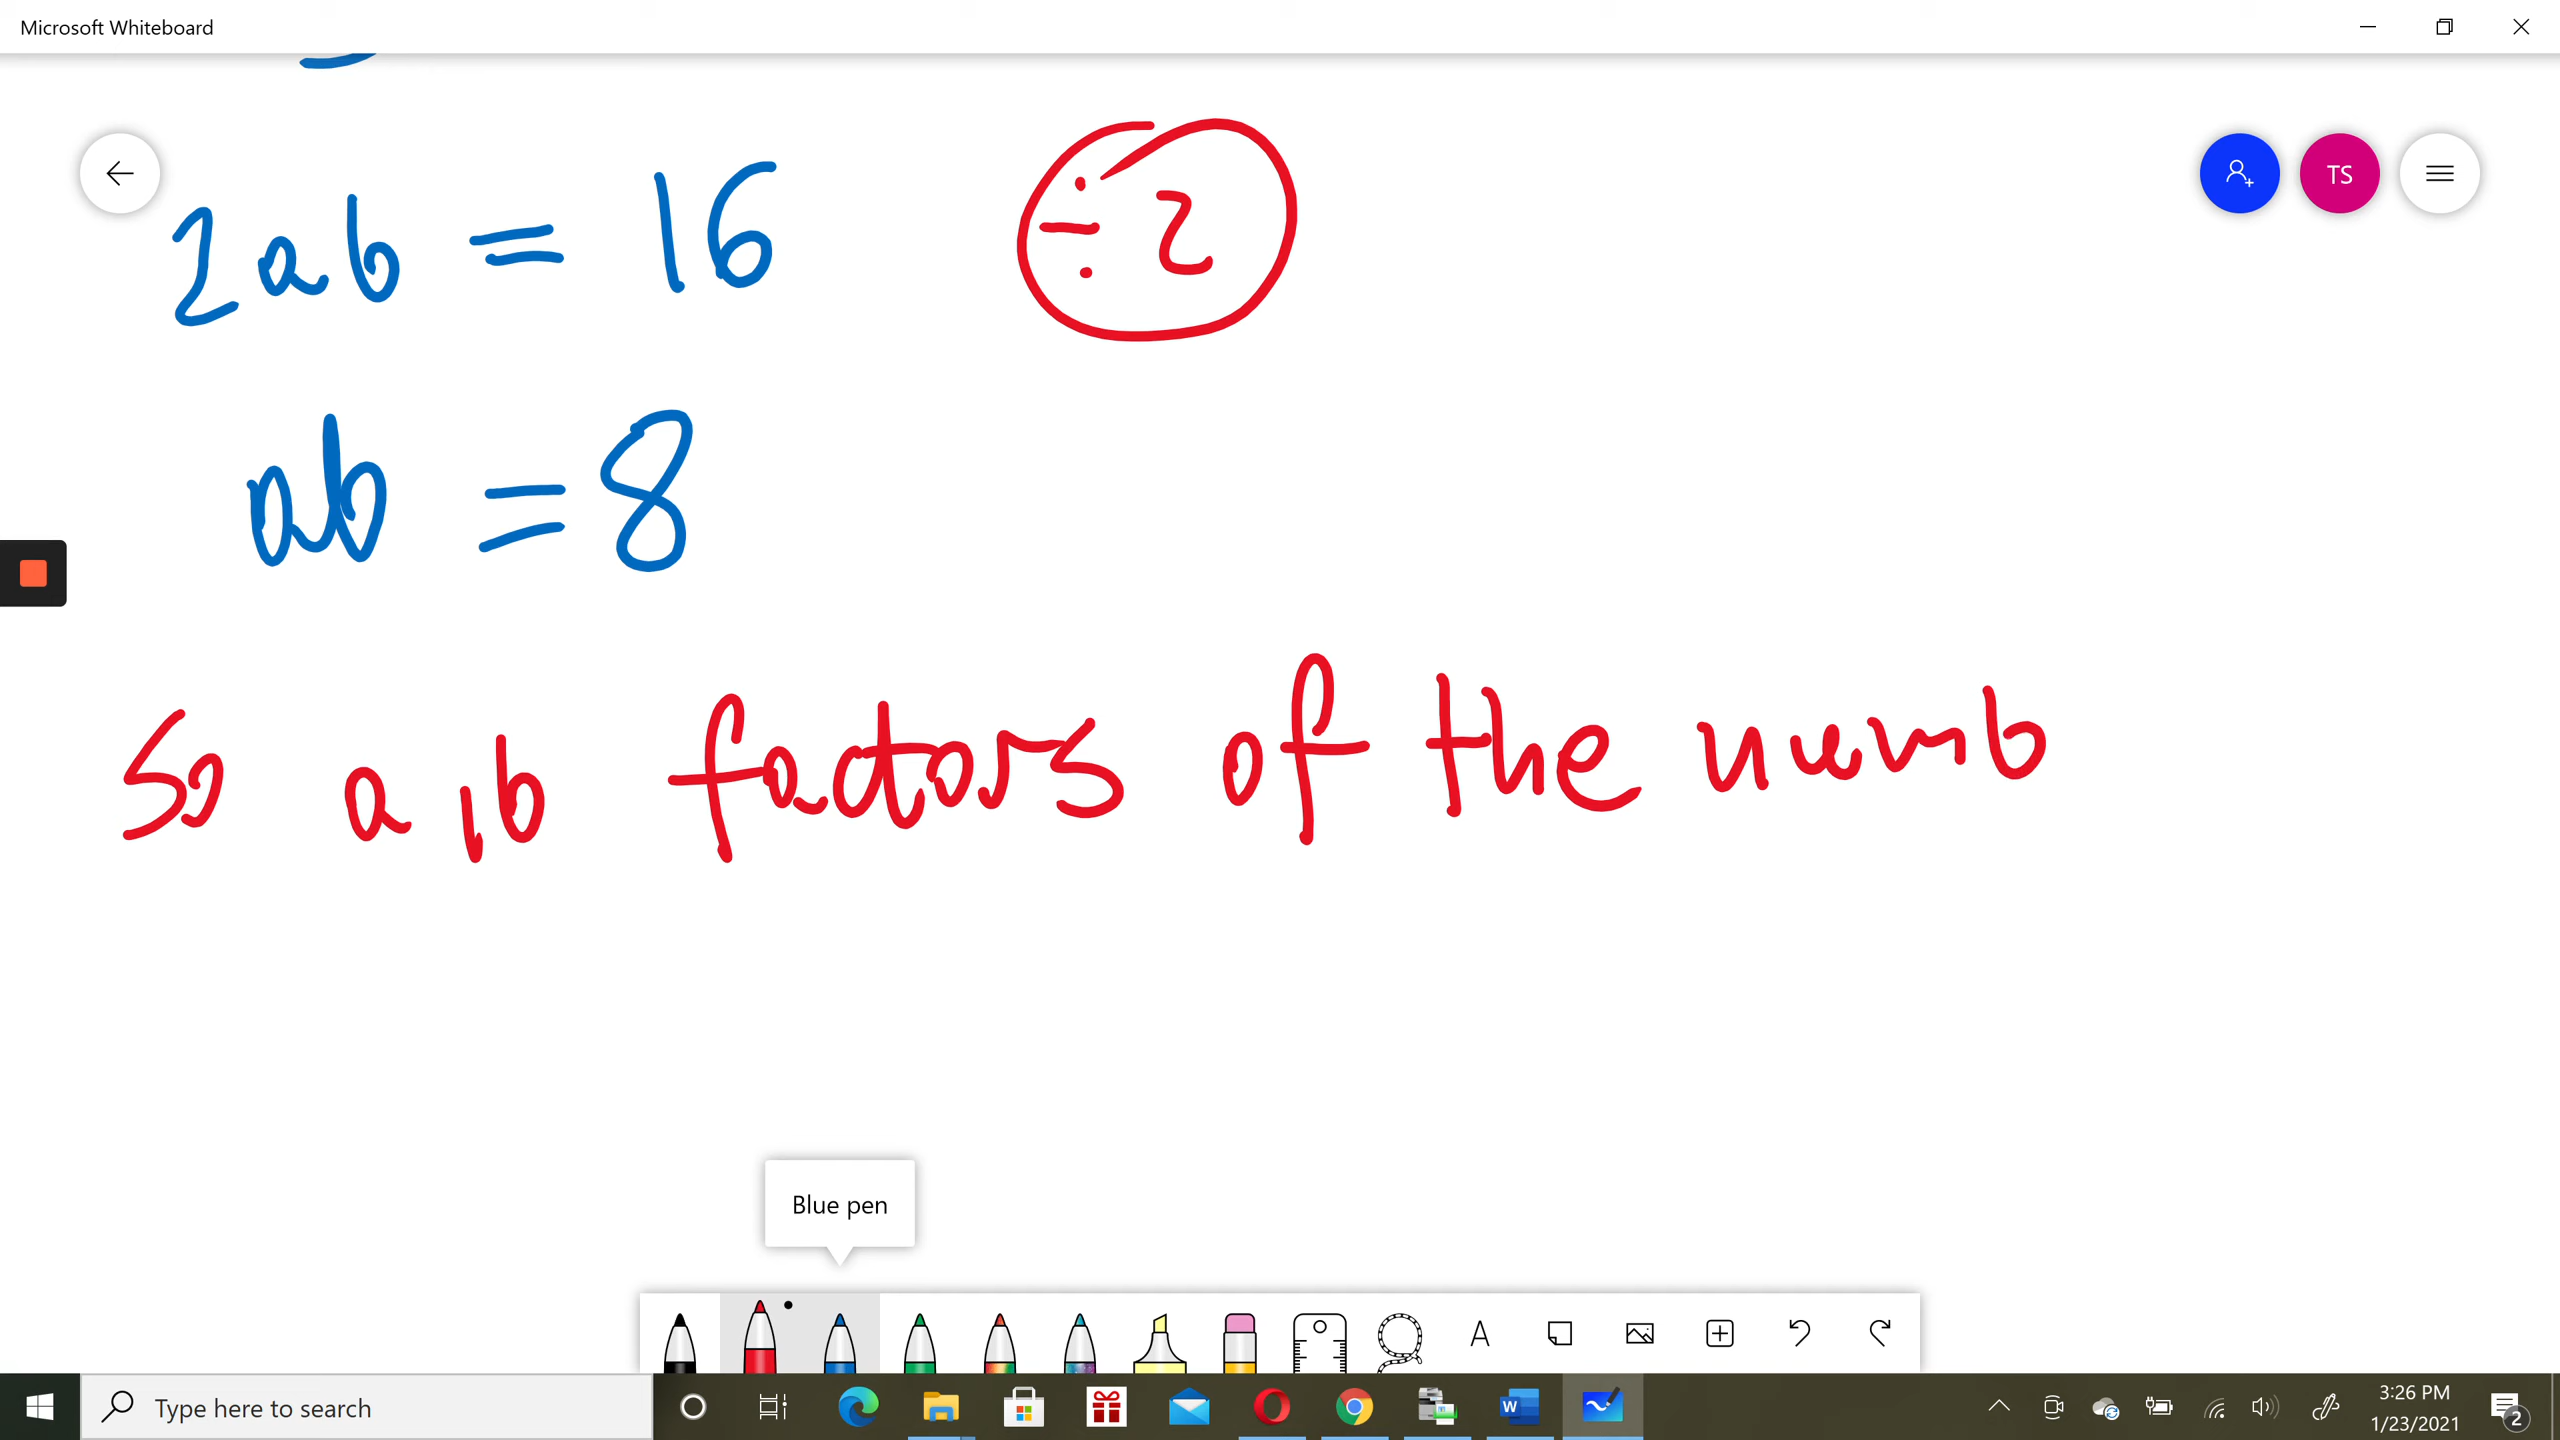 Microsoft Whiteboard
TS
2ab = 16 ÷ 2
ab = 8
So a, b factors of the numb
Blue pen
Type here to search
3:26 PM
1/23/2021
2